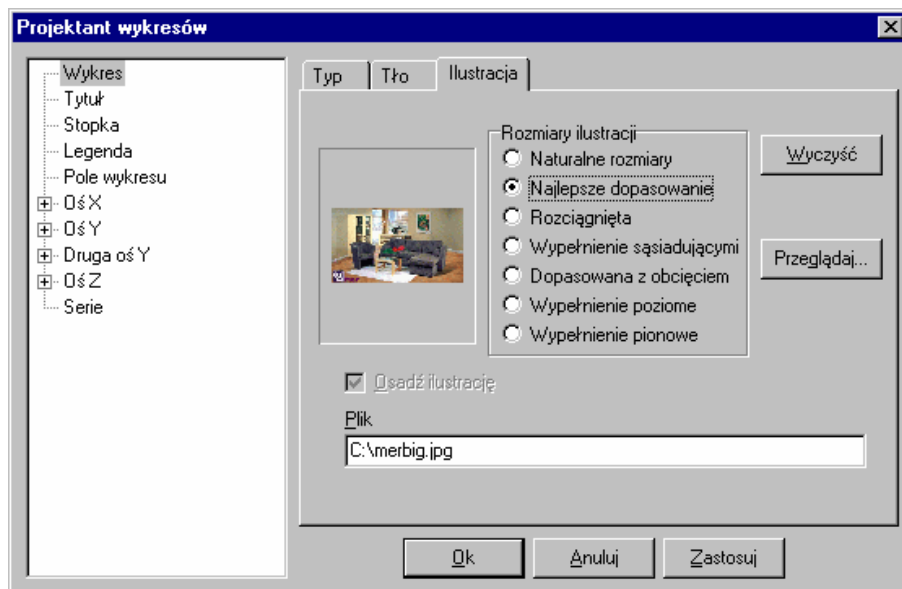 Projektant wykresów
Wykres
Tytuł
Stopka
Legenda
Pole wykresu
Oś X
Oś Y
Druga oś Y
Oś Z
Serie
Typ Tło Ilustracja
Rozmiary ilustracji
Naturalne rozmiary
Najlepsze dopasowanie
Rozciągnięta
Wypełnienie sąsiadującymi
Dopasowana z obcięciem
Wypełnienie poziome
Wypełnienie pionowe
Wyczyść
Przeglądaj...
Osadź ilustrację
Plik
C:\merbig.jpg
Ok Anuluj Zastosuj